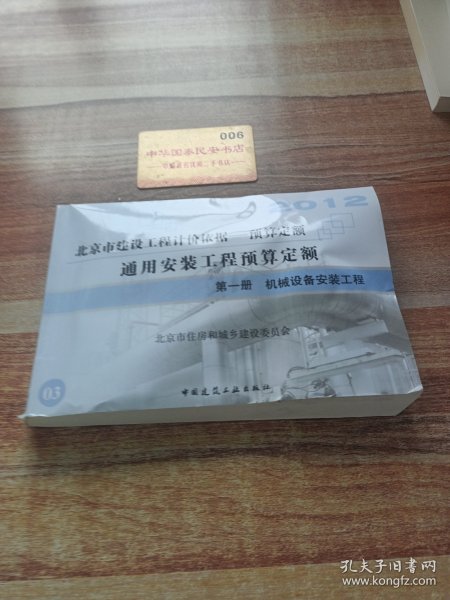 006
中华国泰民安书店
2012
北京市建设工程计价依据——预算定额
通用安装工程预算定额
第一册 机械设备安装工程
北京市住房和城乡建设委员会
03
中国建筑工业出版社
孔夫子旧书网
www.kongfz.com